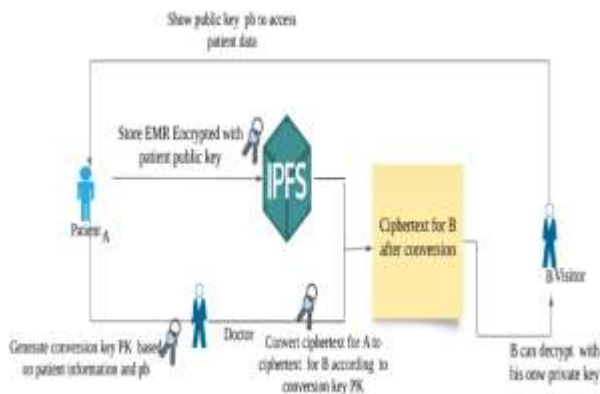 Show public key pb to access
patient data
Store EMR Encrypted with
patient public key
IPFS
Patient A
Ciphertext for B
after conversion
B Visitor
Doctor
Generate conversion key PK based
on patient information and pb
Convert ciphertext for A to
ciphertext for B according to
conversion key PK
B can decrypt with
his onw private key